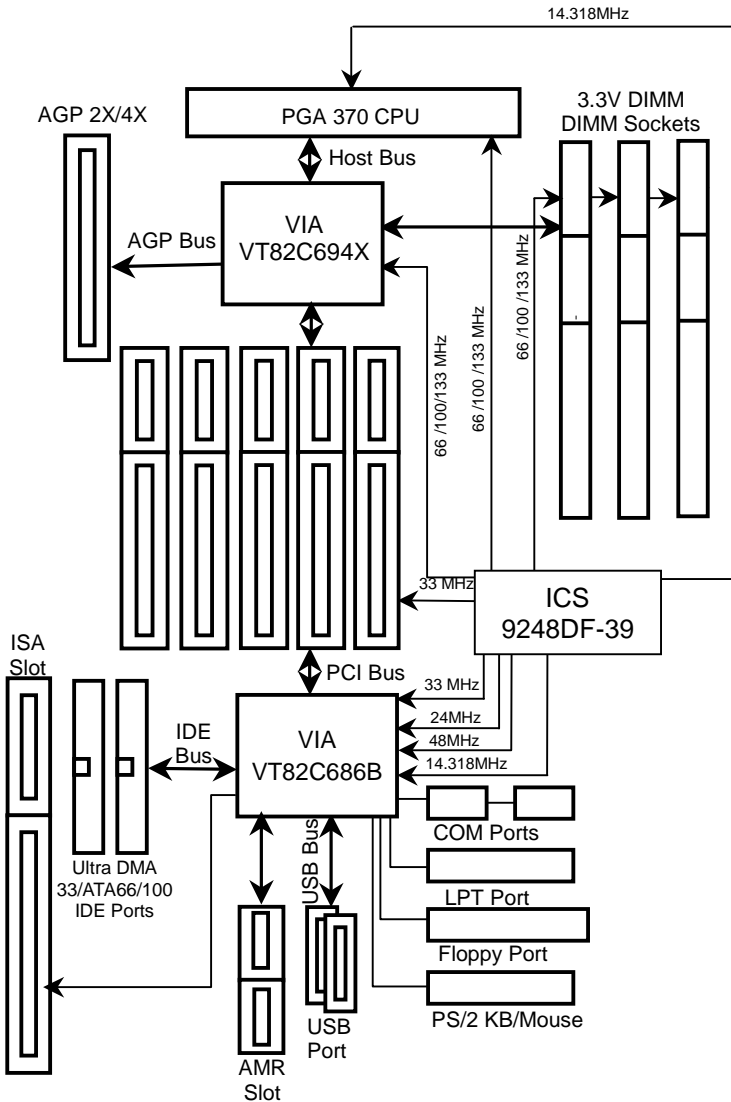 14.318MHz
AGP 2X/4X
PGA 370 CPU
3.3V DIMM
DIMM Sockets
Host Bus
VIA
VT82C694X
AGP Bus
66 /100/133 MHz
66 /100 /133 MHz
66 /100 /133 MHz
33 MHz
ICS
9248DF-39
ISA
Slot
PCI Bus
33 MHz
24MHz
48MHz
14.318MHz
IDE
Bus
VIA
VT82C686B
COM Ports
Ultra DMA
33/ATA66/100
IDE Ports
USB Bus
LPT Port
Floppy Port
PS/2 KB/Mouse
USB
Port
AMR
Slot